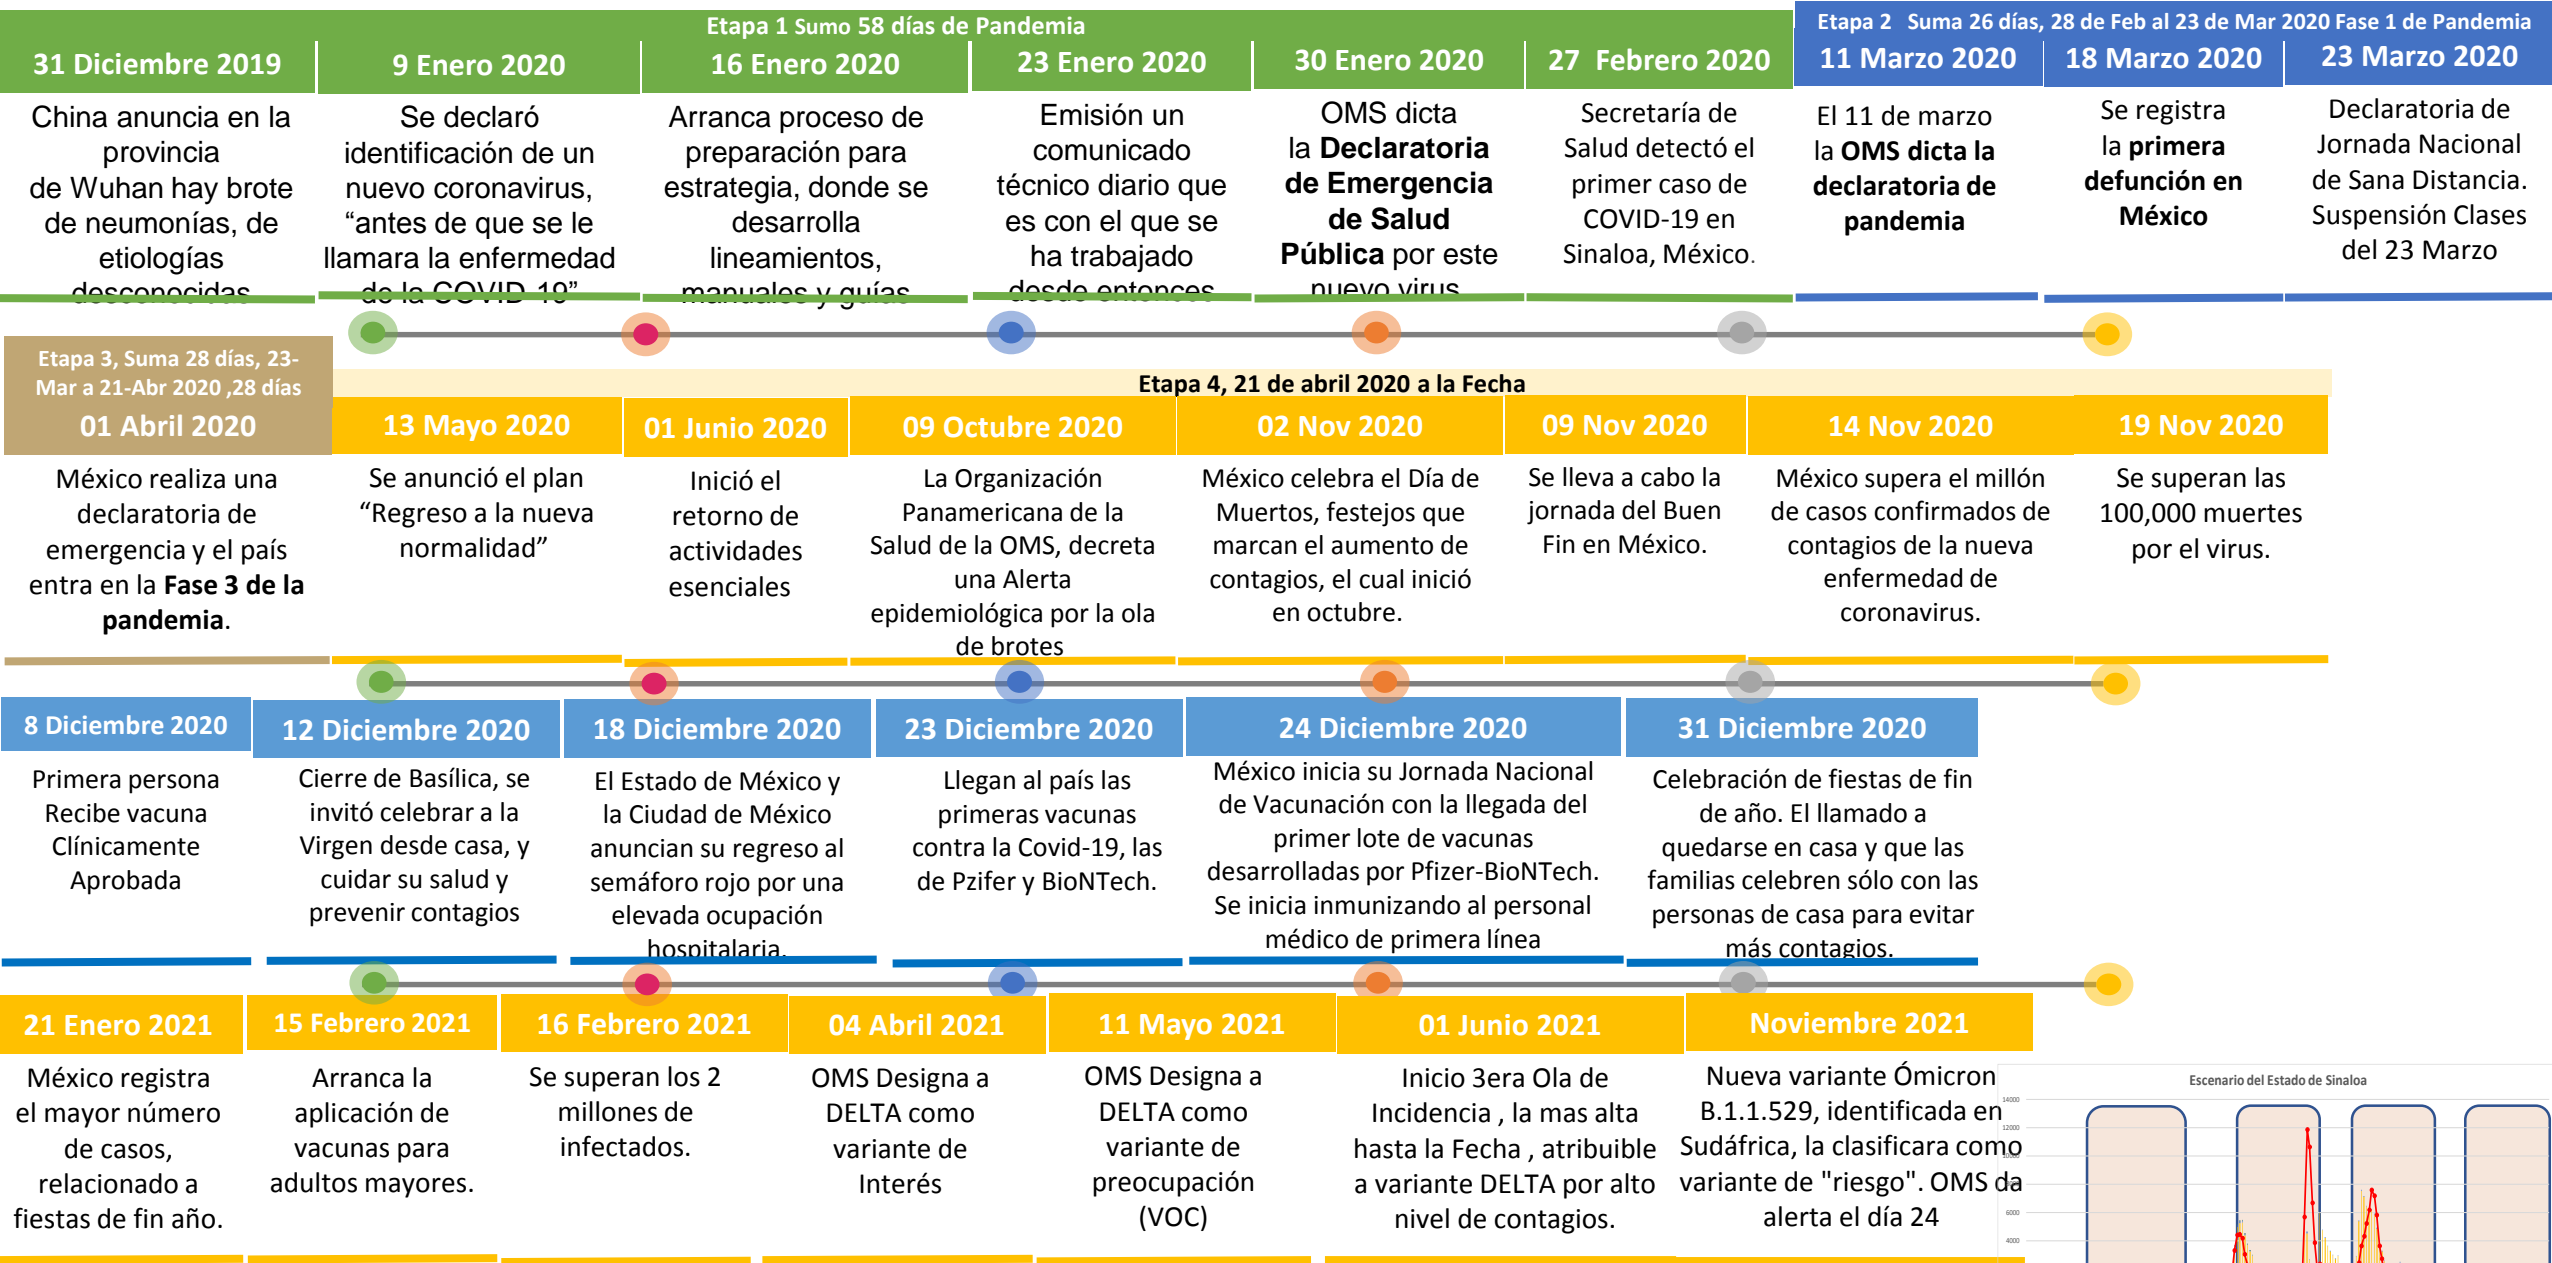 Etapa 1 Sumo 58 días de Pandemia
Etapa 2 Suma 26 días, 28 de Feb al 23 de Mar 2020 Fase 1 de Pandemia
31 Diciembre 2019
China anuncia en la
provincia
de Wuhan hay brote
de neumonías, de
etiologías
desconocidas
9 Enero 2020
Se declaró
identificación de un
nuevo coronavirus,
“antes de que se le
llamara la enfermedad
de la COVID-19”
16 Enero 2020
Arranca proceso de
preparación para
estrategia, donde se
desarrolla
lineamientos,
manuales y guías
23 Enero 2020
Emisión un
comunicado
técnico diario que
es con el que se
ha trabajado
desde entonces
30 Enero 2020
OMS dicta
la Declaratoria
de Emergencia
de Salud
Pública por este
nuevo virus
27 Febrero 2020
Secretaría de
Salud detectó el
primer caso de
COVID-19 en
Sinaloa, México.
11 Marzo 2020
El 11 de marzo
la OMS dicta la
declaratoria de
pandemia
18 Marzo 2020
Se registra
la primera
defunción en
México
23 Marzo 2020
Declaratoria de
Jornada Nacional
de Sana Distancia.
Suspensión Clases
del 23 Marzo
Etapa 3, Suma 28 días, 23-
Mar a 21-Abr 2020 ,28 días
Etapa 4, 21 de abril 2020 a la Fecha
01 Abril 2020
México realiza una
declaratoria de
emergencia y el país
entra en la Fase 3 de la
pandemia.
13 Mayo 2020
Se anunció el plan
“Regreso a la nueva
normalidad”
01 Junio 2020
Inició el
retorno de
actividades
esenciales
09 Octubre 2020
La Organización
Panamericana de la
Salud de la OMS, decreta
una Alerta
epidemiológica por la ola
de brotes
02 Nov 2020
México celebra el Día de
Muertos, festejos que
marcan el aumento de
contagios, el cual inició
en octubre.
09 Nov 2020
Se lleva a cabo la
jornada del Buen
Fin en México.
14 Nov 2020
México supera el millón
de casos confirmados de
contagios de la nueva
enfermedad de
coronavirus.
19 Nov 2020
Se superan las
100,000 muertes
por el virus.
8 Diciembre 2020
Primera persona
Recibe vacuna
Clínicamente
Aprobada
12 Diciembre 2020
Cierre de Basílica, se
invitó celebrar a la
Virgen desde casa, y
cuidar su salud y
prevenir contagios
18 Diciembre 2020
El Estado de México y
la Ciudad de México
anuncian su regreso al
semáforo rojo por una
elevada ocupación
hospitalaria.
23 Diciembre 2020
Llegan al país las
primeras vacunas
contra la Covid-19, las
de Pzifer y BioNTech.
24 Diciembre 2020
México inicia su Jornada Nacional
de Vacunación con la llegada del
primer lote de vacunas
desarrolladas por Pfizer-BioNTech.
Se inicia inmunizando al personal
médico de primera línea
31 Diciembre 2020
Celebración de fiestas de fin
de año. El llamado a
quedarse en casa y que las
familias celebren sólo con las
personas de casa para evitar
más contagios.
21 Enero 2021
México registra
el mayor número
de casos,
relacionado a
fiestas de fin año.
15 Febrero 2021
Arranca la
aplicación de
vacunas para
adultos mayores.
16 Febrero 2021
Se superan los 2
millones de
infectados.
04 Abril 2021
OMS Designa a
DELTA como
variante de
Interés
11 Mayo 2021
OMS Designa a
DELTA como
variante de
preocupación
(VOC)
01 Junio 2021
Inicio 3era Ola de
Incidencia , la mas alta
hasta la Fecha , atribuible
a variante DELTA por alto
nivel de contagios.
Noviembre 2021
Nueva variante Ómicron
B.1.1.529, identificada en
Sudáfrica, la clasificara como
variante de "riesgo". OMS da
alerta el día 24
Escenario del Estado de Sinaloa
14000
12000
10000
6000
4000